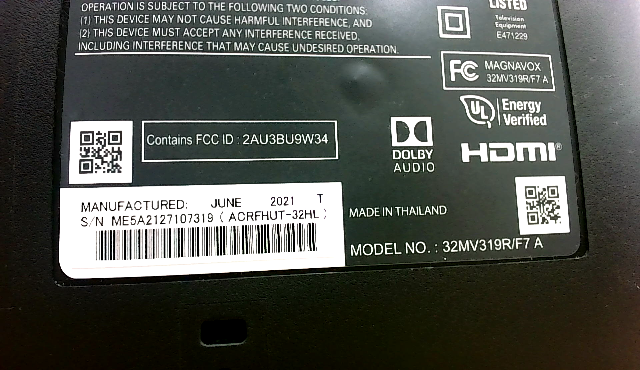 OPERATION IS SUBJECT TO THE FOLLOWING TWO CONDITIONS.
(1) THIS DEVICE MAY NOT CAUSE HARMFUL INTERFERENCE, AND
(2) THIS DEVICE MUST ACCEPT ANY INTERFERENCE RECEIVED,
INCLUDING INTERFERENCE THAT MAY CAUSE UNDESIRED OPERATION.
LISTED
Television
Equipment
E471229
FC MAGNAVOX
32MV319R/F7 A
UL Energy
Verified
Contains FCC ID : 2AU3BU9W34
DOLBY
AUDIO
HDMI®
MANUFACTURED: JUNE 2021 T
S/N ME5A2127107319 ( ACRFHUT-32HL )
MADE IN THAILAND
MODEL NO. : 32MV319R/F7 A